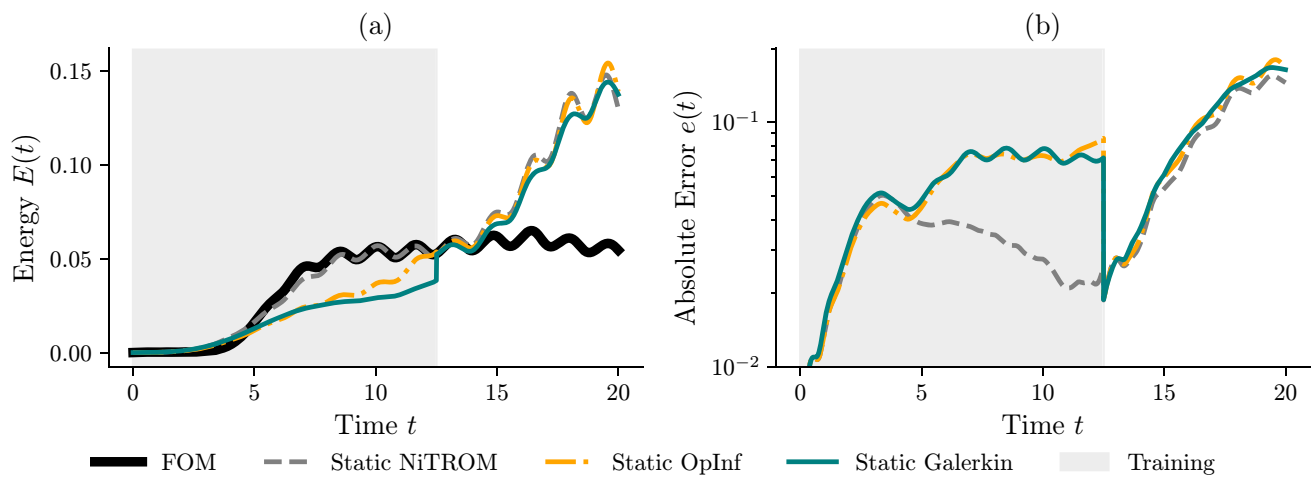 (a)
Energy E(t)
0.15
0.10
0.05
0.00
0 5 10 15 20
Time t
(b)
Absolute Error e(t)
10⁻¹
10⁻²
0 5 10 15 20
Time t
FOM Static NiTROM Static OpInf Static Galerkin Training